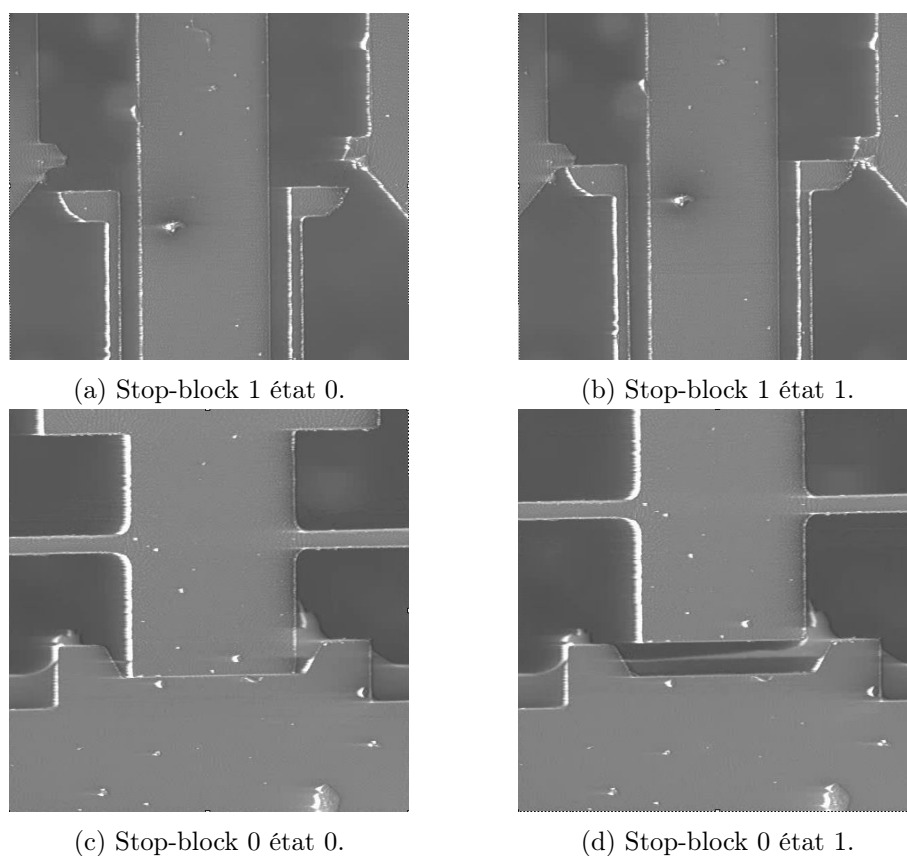 (a) Stop-block 1 état 0.
(b) Stop-block 1 état 1.
(c) Stop-block 0 état 0.
(d) Stop-block 0 état 1.